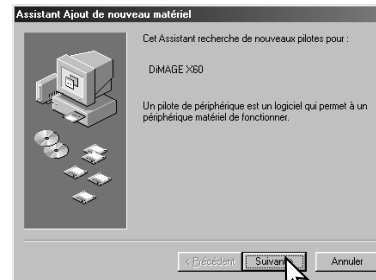 Assistant Ajout de nouveau matériel
Cet Assistant recherche de nouveaux pilotes pour :
DiMAGE X60
Un pilote de périphérique est un logiciel qui permet à un
périphérique matériel de fonctionner.
< Précédent
Suivant
Annuler